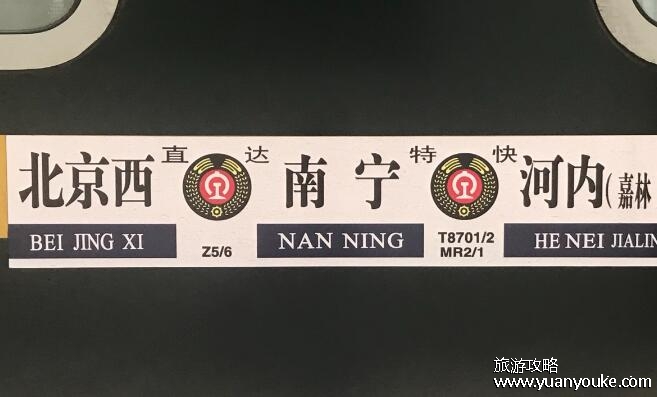 北京西 直达 南宁 特快 河内(嘉林
BEI JING XI Z5/6 NAN NING T8701/2 HE NEI JIALIN
MR2/1
旅游攻略
www.yuanyouke.com